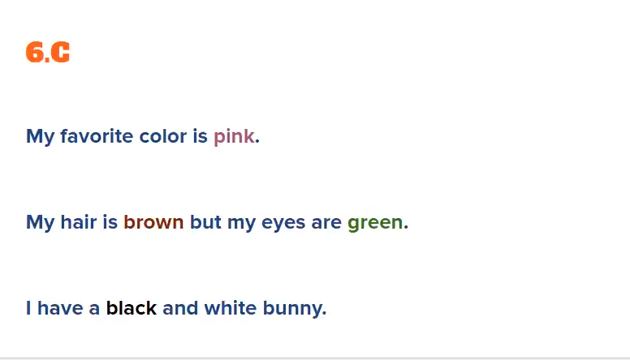 6.C
My favorite color is pink.
My hair is brown but my eyes are green.
I have a black and white bunny.